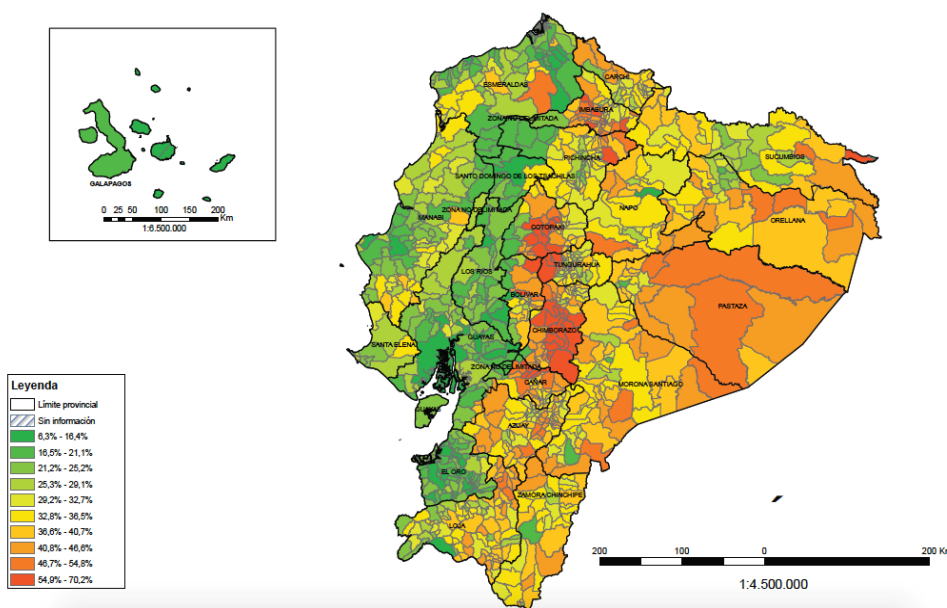 GALAPAGOS
0 25 50 100 150 200
Km
1:6.500.000
CARCHI
ESMERALDAS
IMBABURA
ZONA NO DELIMITADA
PICHINCHA
SUCUMBIOS
SANTO DOMINGO DE LOS TSACHILAS
NAPO
ZONA NO DELIMITADA
MANABI
ORELLANA
COTOPAXI
TUNGURAHUA
LOS RIOS
BOLIVAR
PASTAZA
CHIMBORAZO
GUAYAS
SANTA ELENA
ZONA NO DELIMITADA
CAÑAR
MORONA SANTIAGO
GUAYAS
AZUAY
EL ORO
ZAMORA CHINCHIPE
LOJA
Leyenda
Límite provincial
Sin información
6,3% - 16,4%
16,5% - 21,1%
21,2% - 25,2%
25,3% - 29,1%
29,2% - 32,7%
32,8% - 36,5%
36,6% - 40,7%
40,8% - 46,6%
46,7% - 54,8%
54,9% - 70,2%
200 100 0 200 Km
1:4.500.000